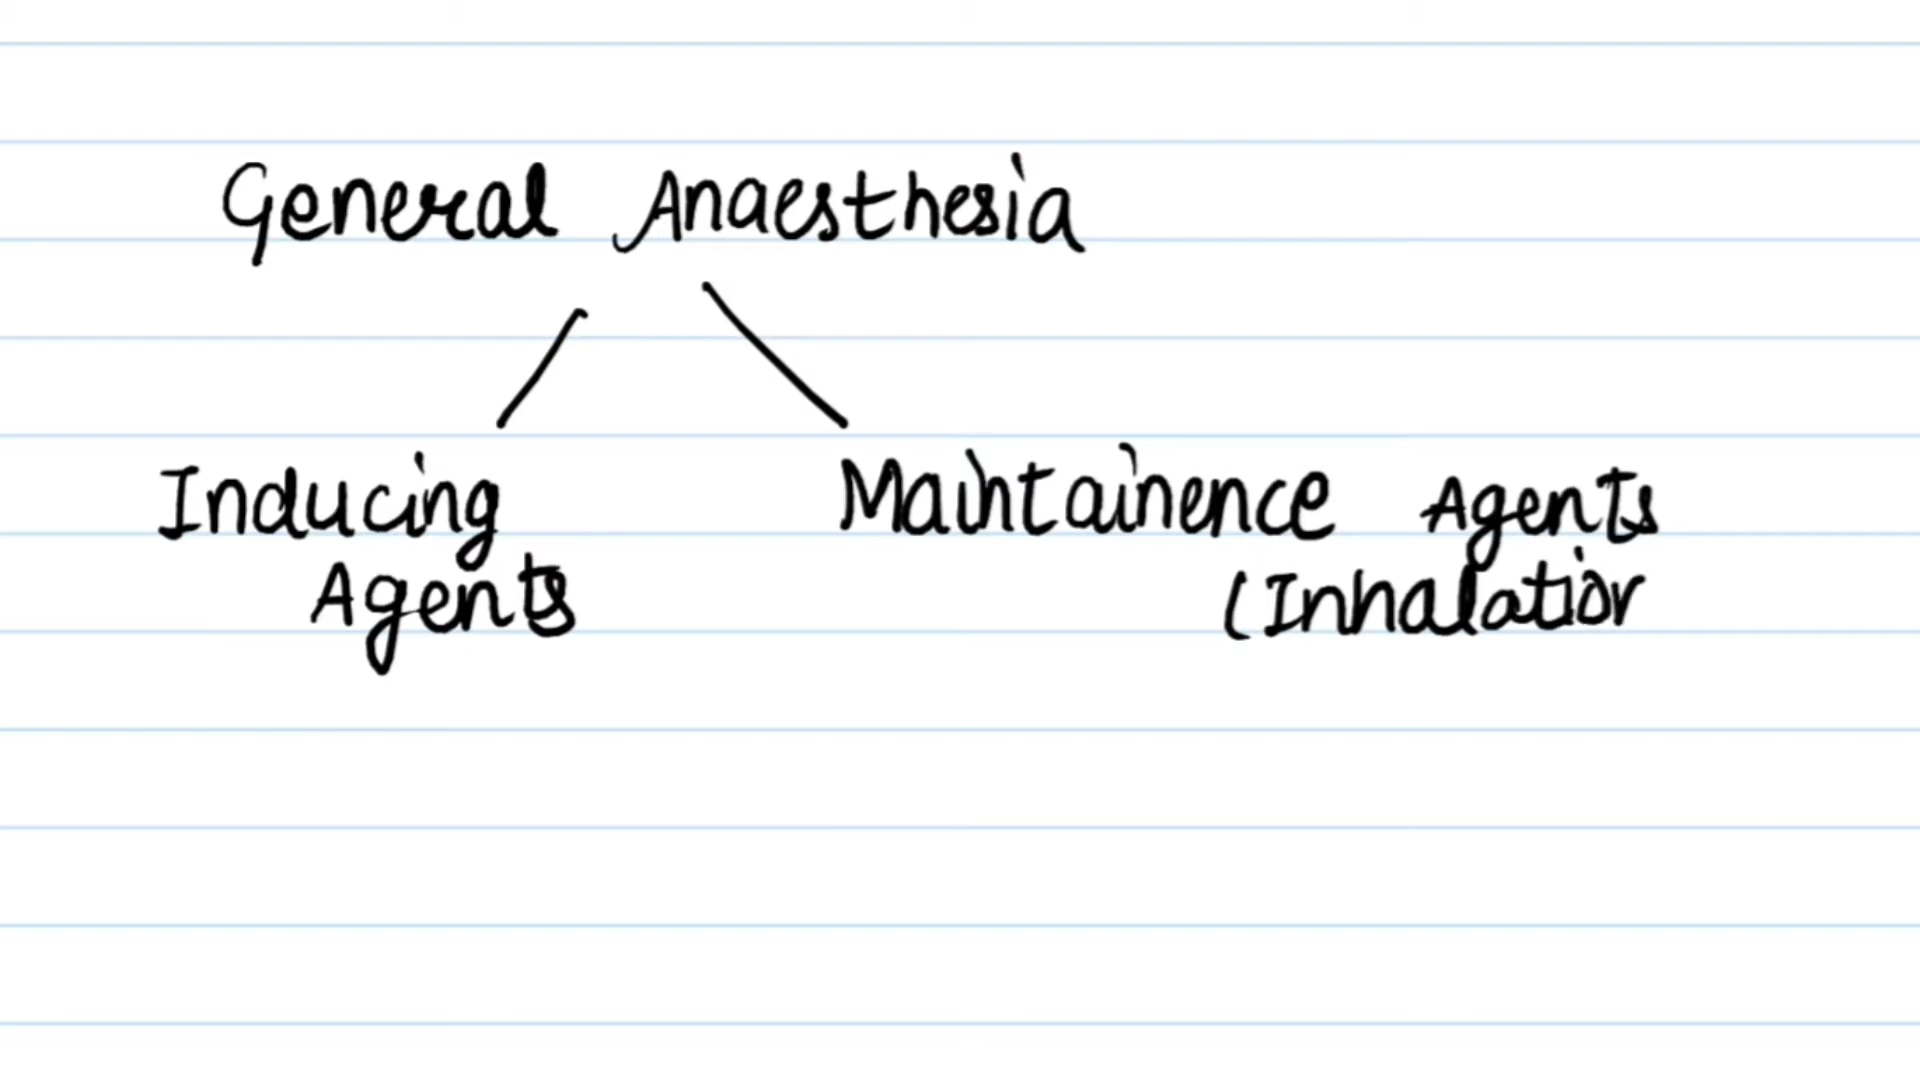 General Anaesthesia
Inducing Maintainence Agents
Agents (Inhalation